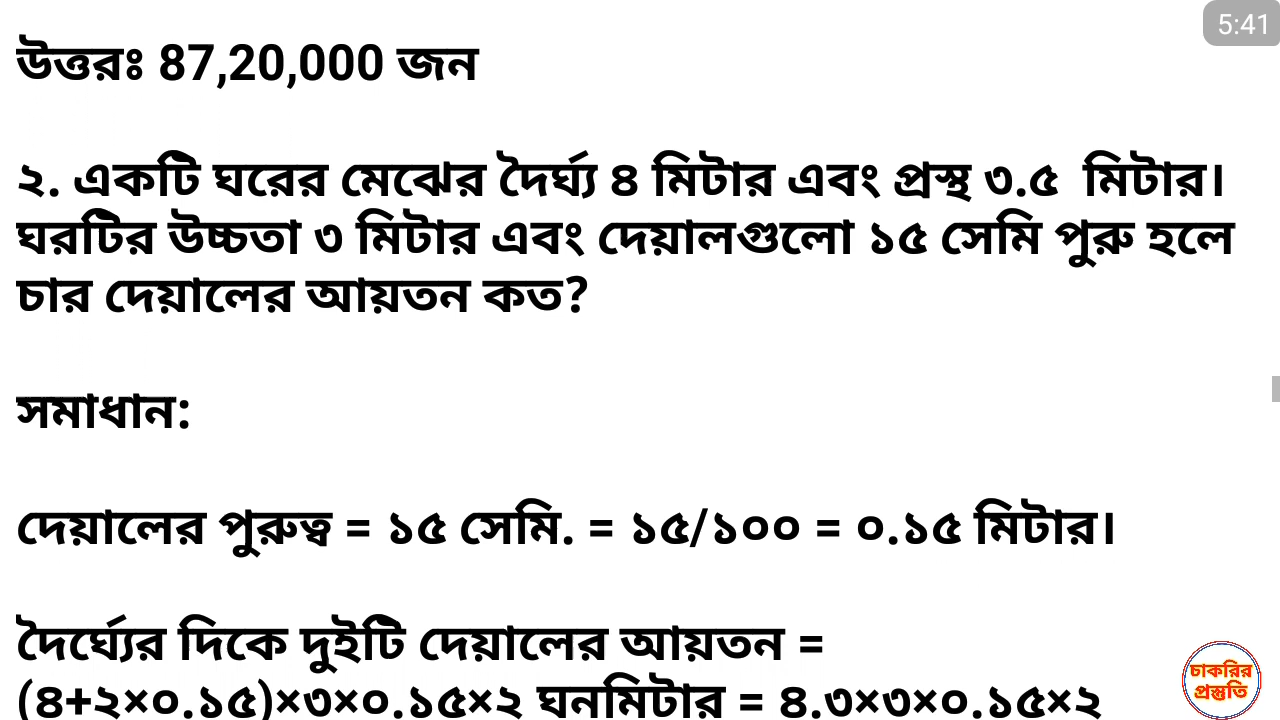 5:41
উত্তরঃ 87,20,000 জন
২. একটি ঘরের মেঝের দৈর্ঘ্য ৪ মিটার এবং প্রস্থ ৩.৫ মিটার।
ঘরটির উচ্চতা ৩ মিটার এবং দেয়ালগুলো ১৫ সেমি পুরু হলে
চার দেয়ালের আয়তন কত?
সমাধান:
দেয়ালের পুরুত্ব = ১৫ সেমি. = ১৫/১০০ = ০.১৫ মিটার।
দৈর্ঘ্যের দিকে দুইটি দেয়ালের আয়তন =
(৪+২×০.১৫)×৩×০.১৫×২ ঘনমিটার = ৪.৩×৩×০.১৫×২
চাকরির
প্রস্তুতি